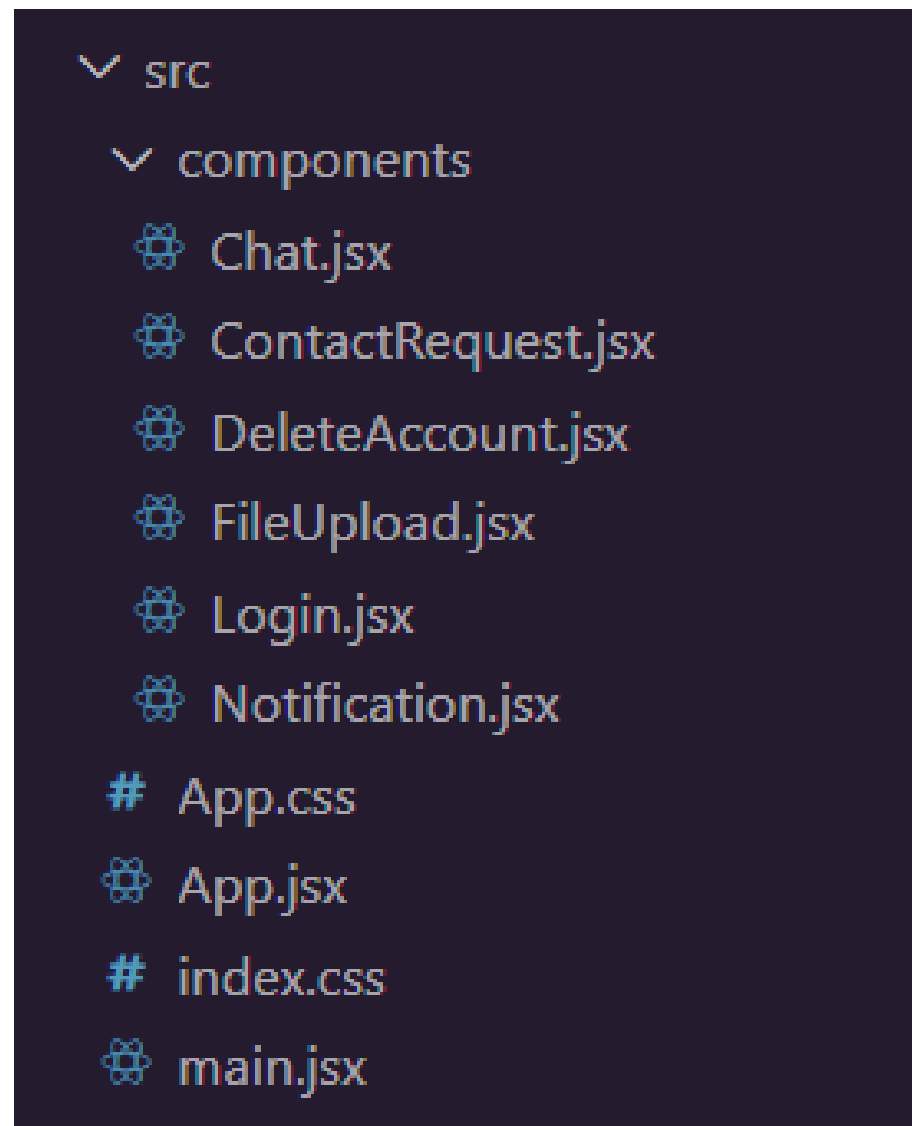 src
components
Chat.jsx
ContactRequest.jsx
DeleteAccount.jsx
FileUpload.jsx
Login.jsx
Notification.jsx
# App.css
App.jsx
# index.css
main.jsx